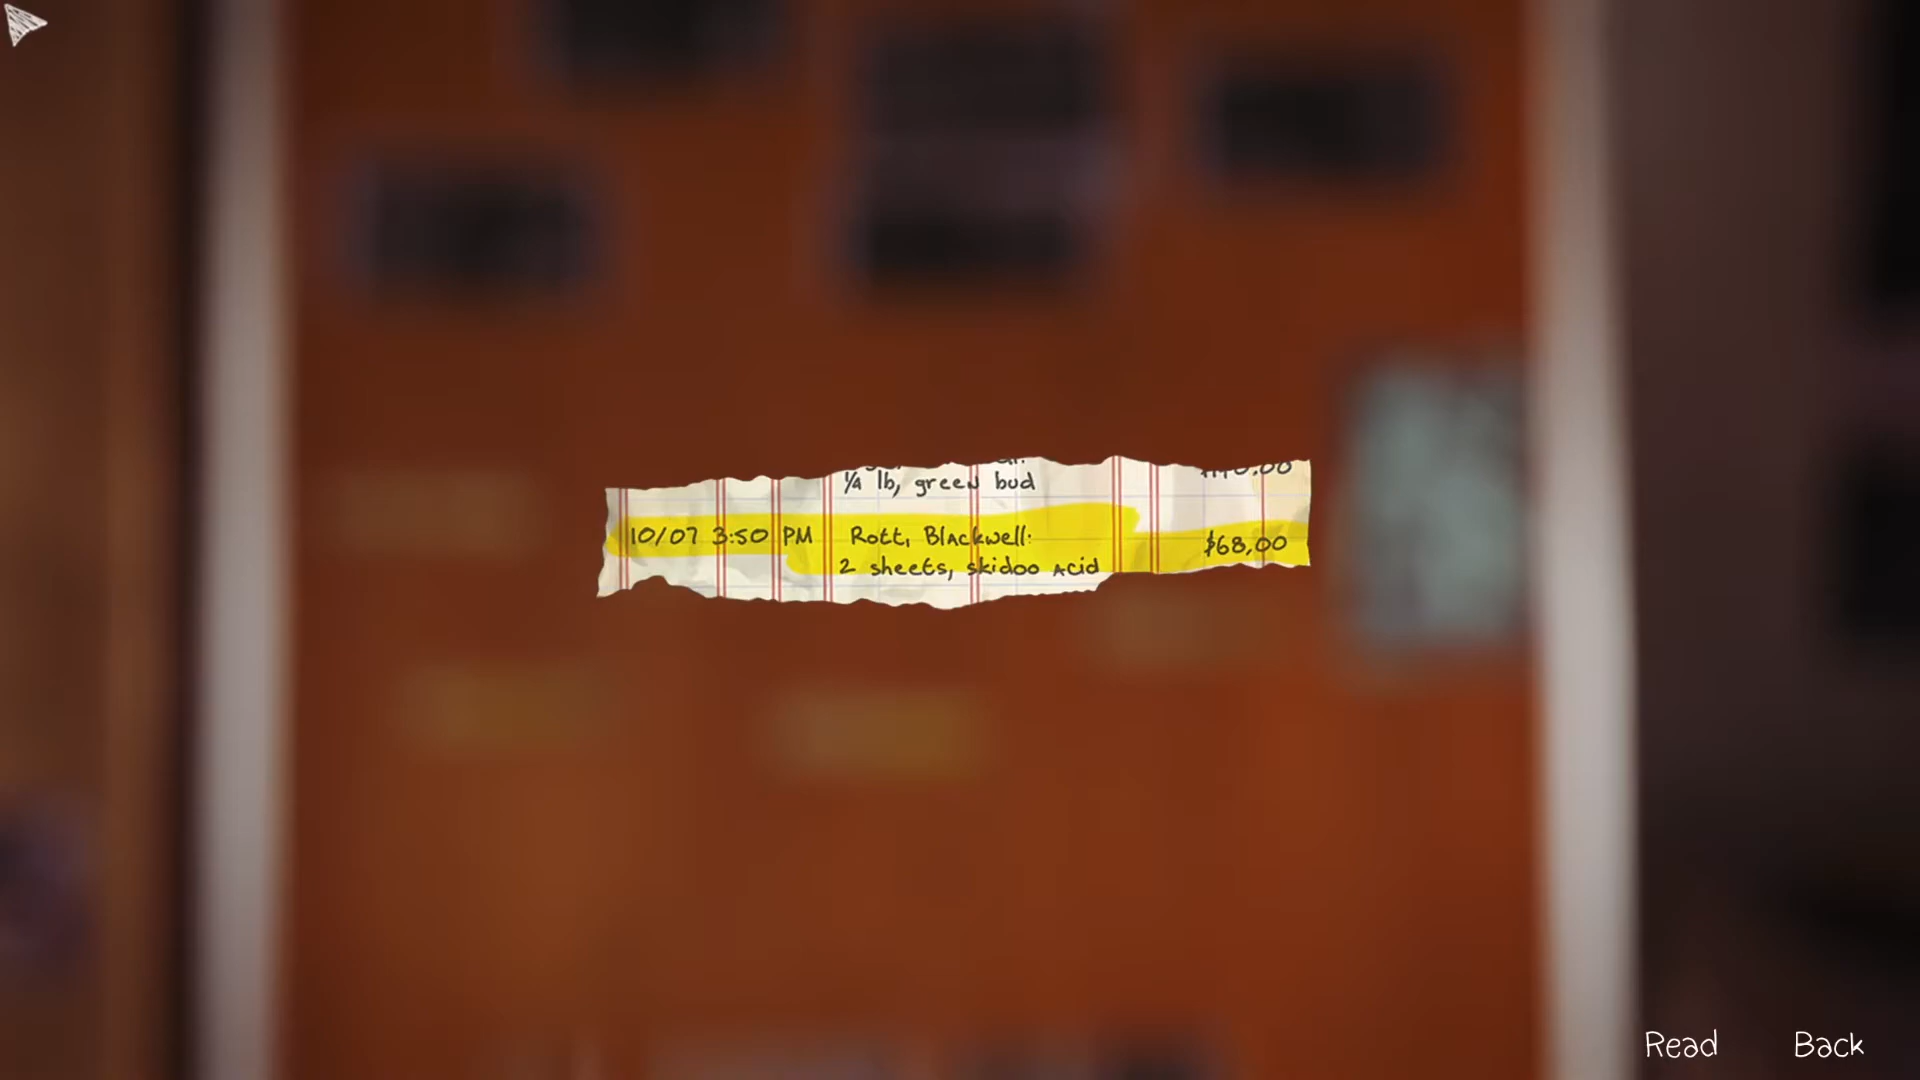 1/4 lb, green bud
10/07 3:50 PM Rott, Blackwell: $68,00
2 sheets, skidoo Acid
Read Back